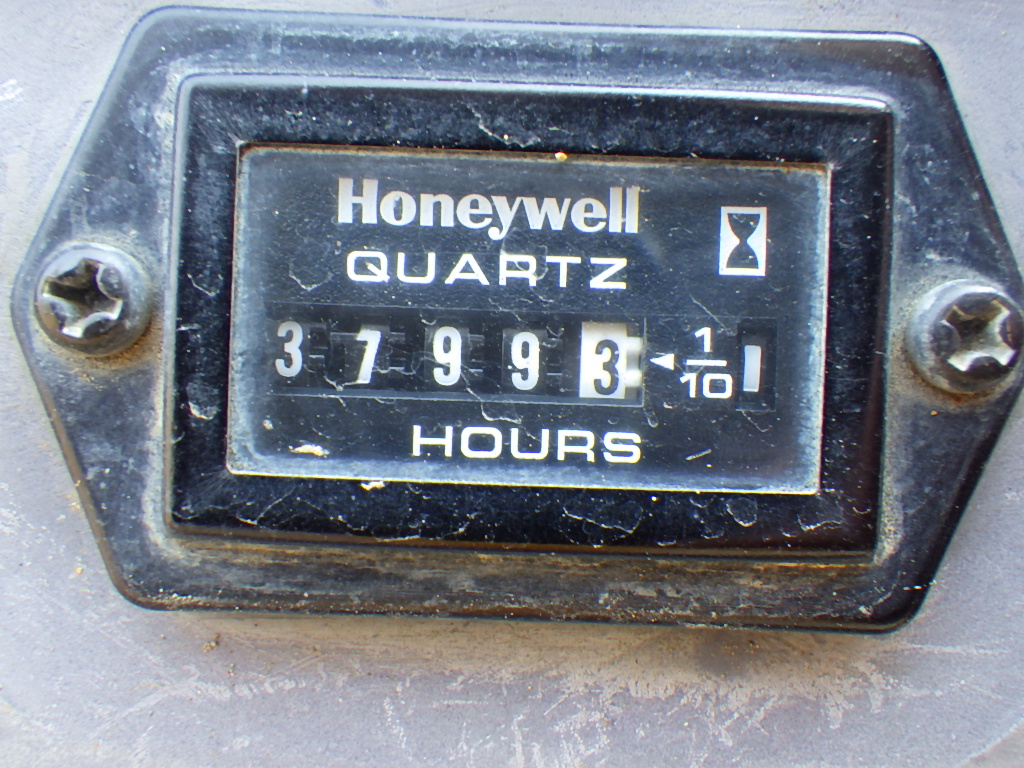 Honeywell
QUARTZ
3 7 9 9 3 1/10
HOURS